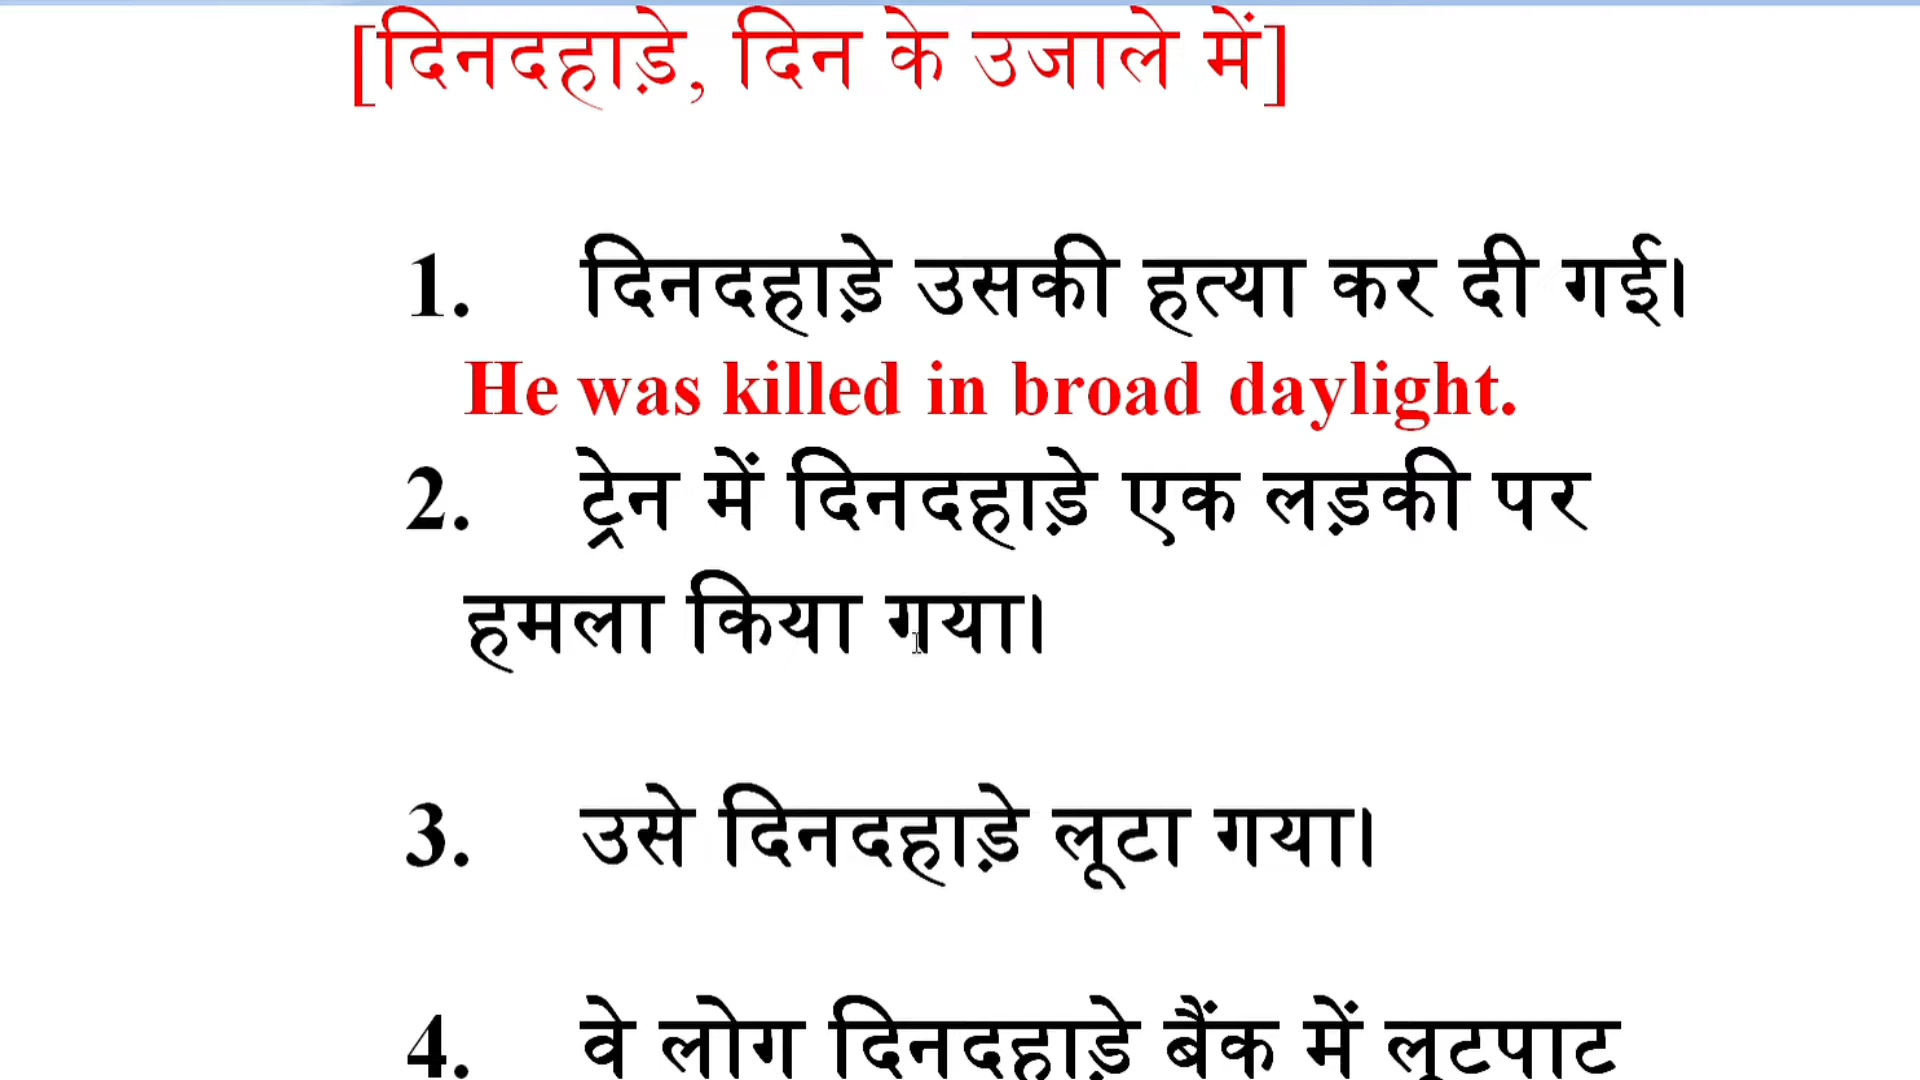 [दिनदहाड़े, दिन के उजाले में]
1. दिनदहाड़े उसकी हत्या कर दी गई।
He was killed in broad daylight.
2. ट्रेन में दिनदहाड़े एक लड़की पर
हमला किया गया।
3. उसे दिनदहाड़े लूटा गया।
4. वे लोग दिनदहाड़े बैंक में लूटपाट